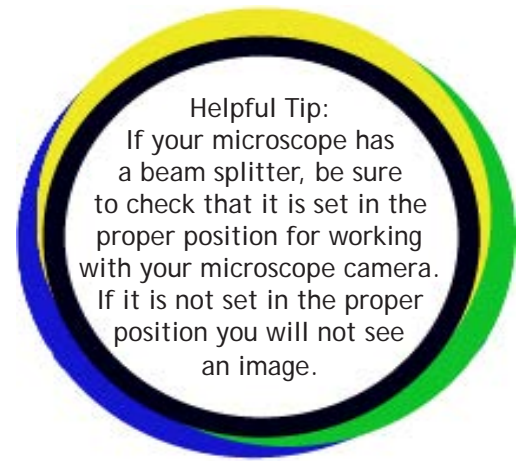 Helpful Tip:
If your microscope has
a beam splitter, be sure
to check that it is set in the
proper position for working
with your microscope camera.
If it is not set in the proper
position you will not see
an image.